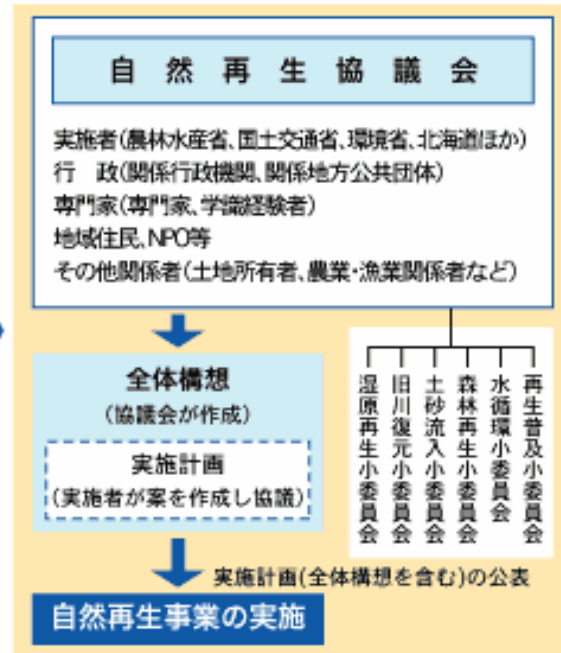 自然再生協議会
実施者(農林水産省、国土交通省、環境省、北海道ほか)
行　政(関係行政機関、関係地方公共団体)
専門家(専門家、学識経験者)
地域住民、NPO等
その他関係者(土地所有者、農業・漁業関係者など)
全体構想
(協議会が作成)
実施計画
(実施者が案を作成し協議)
湿原再生小委員会
旧川復元小委員会
土砂流入小委員会
森林再生小委員会
水循環小委員会
再生普及小委員会
実施計画(全体構想を含む)の公表
自然再生事業の実施